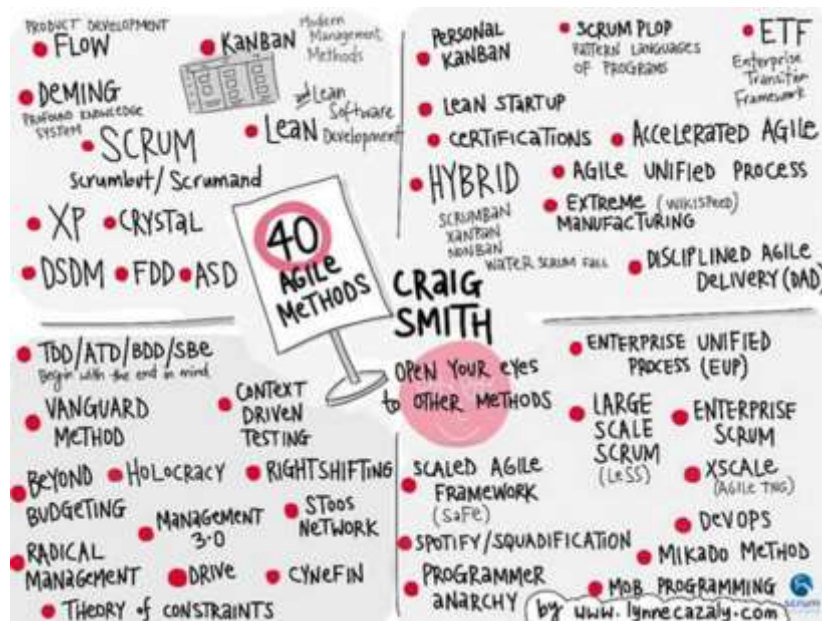 PRODUCT DEVELOPMENT
FLOW
KANBAN
Modern
Management
Methods
DEMING
PROFOUND KNOWLEDGE
SYSTEM
and Lean
Software
Development
LEAN
SCRUM
Scrumbut/Scrumand
XP
CRYSTAL
DSDM
FDD
ASD
40
AGILE
METHODS
CRAIG
SMITH
OPEN YOUR EYES
to OTHER METHODS
PERSONAL
KANBAN
SCRUM PLOP
PATTERN LANGUAGES
OF PROGRAMS
ETF
Enterprise
Transition
Framework
LEAN STARTUP
CERTIFICATIONS
ACCELERATED AGILE
HYBRID
SCRUMBAN
XANPAN
NONBAN
WATER SCRUM FALL
AGILE UNIFIED PROCESS
EXTREME (WIKISPEED)
MANUFACTURING
DISCIPLINED AGILE
DELIVERY (DAD)
TDD/ATD/BDD/SBE
Begin with the end in mind
VANGUARD
METHOD
CONTEXT
DRIVEN
TESTING
BEYOND
BUDGETING
HOLOCRACY
RIGHTSHIFTING
MANAGEMENT
3.0
STOOS
NETWORK
RADICAL
MANAGEMENT
DRIVE
CYNEFIN
THEORY of CONSTRAINTS
ENTERPRISE UNIFIED
PROCESS (EUP)
LARGE
SCALE
SCRUM
(LeSS)
ENTERPRISE
SCRUM
SCALED AGILE
FRAMEWORK
(SaFe)
XSCALE
(AGILE TNG)
DEVOPS
SPOTIFY/SQUADIFICATION
MIKADO METHOD
PROGRAMMER
ANARCHY
MOB PROGRAMMING
by www.lynnecazaly.com
scrum